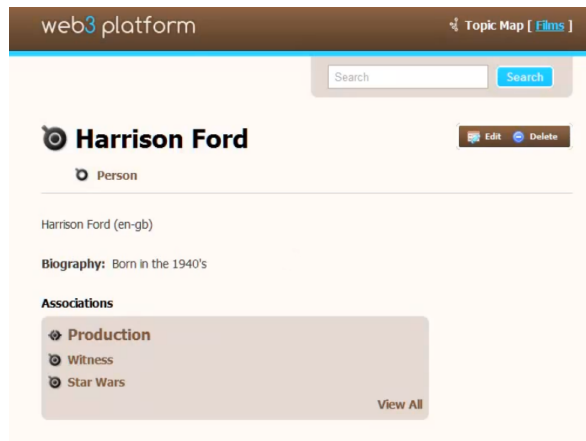 web3 platform
Topic Map [ Films ]
Search
Search
Harrison Ford
Edit
Delete
Person
Harrison Ford (en-gb)
Biography: Born in the 1940's
Associations
Production
Witness
Star Wars
View All